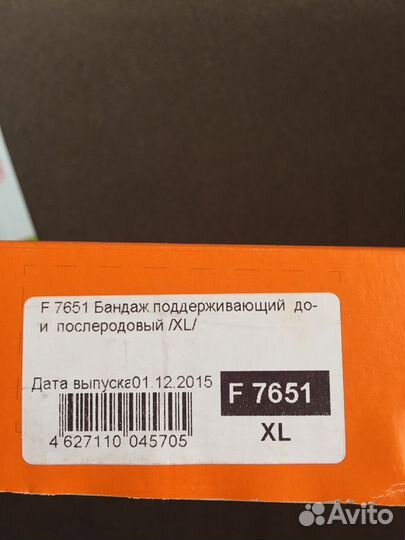 F 7651 Бандаж поддерживающий до-
и послеродовый /XL/
Дата выпуска01.12.2015
F 7651
XL
4 627110 045705
Avito